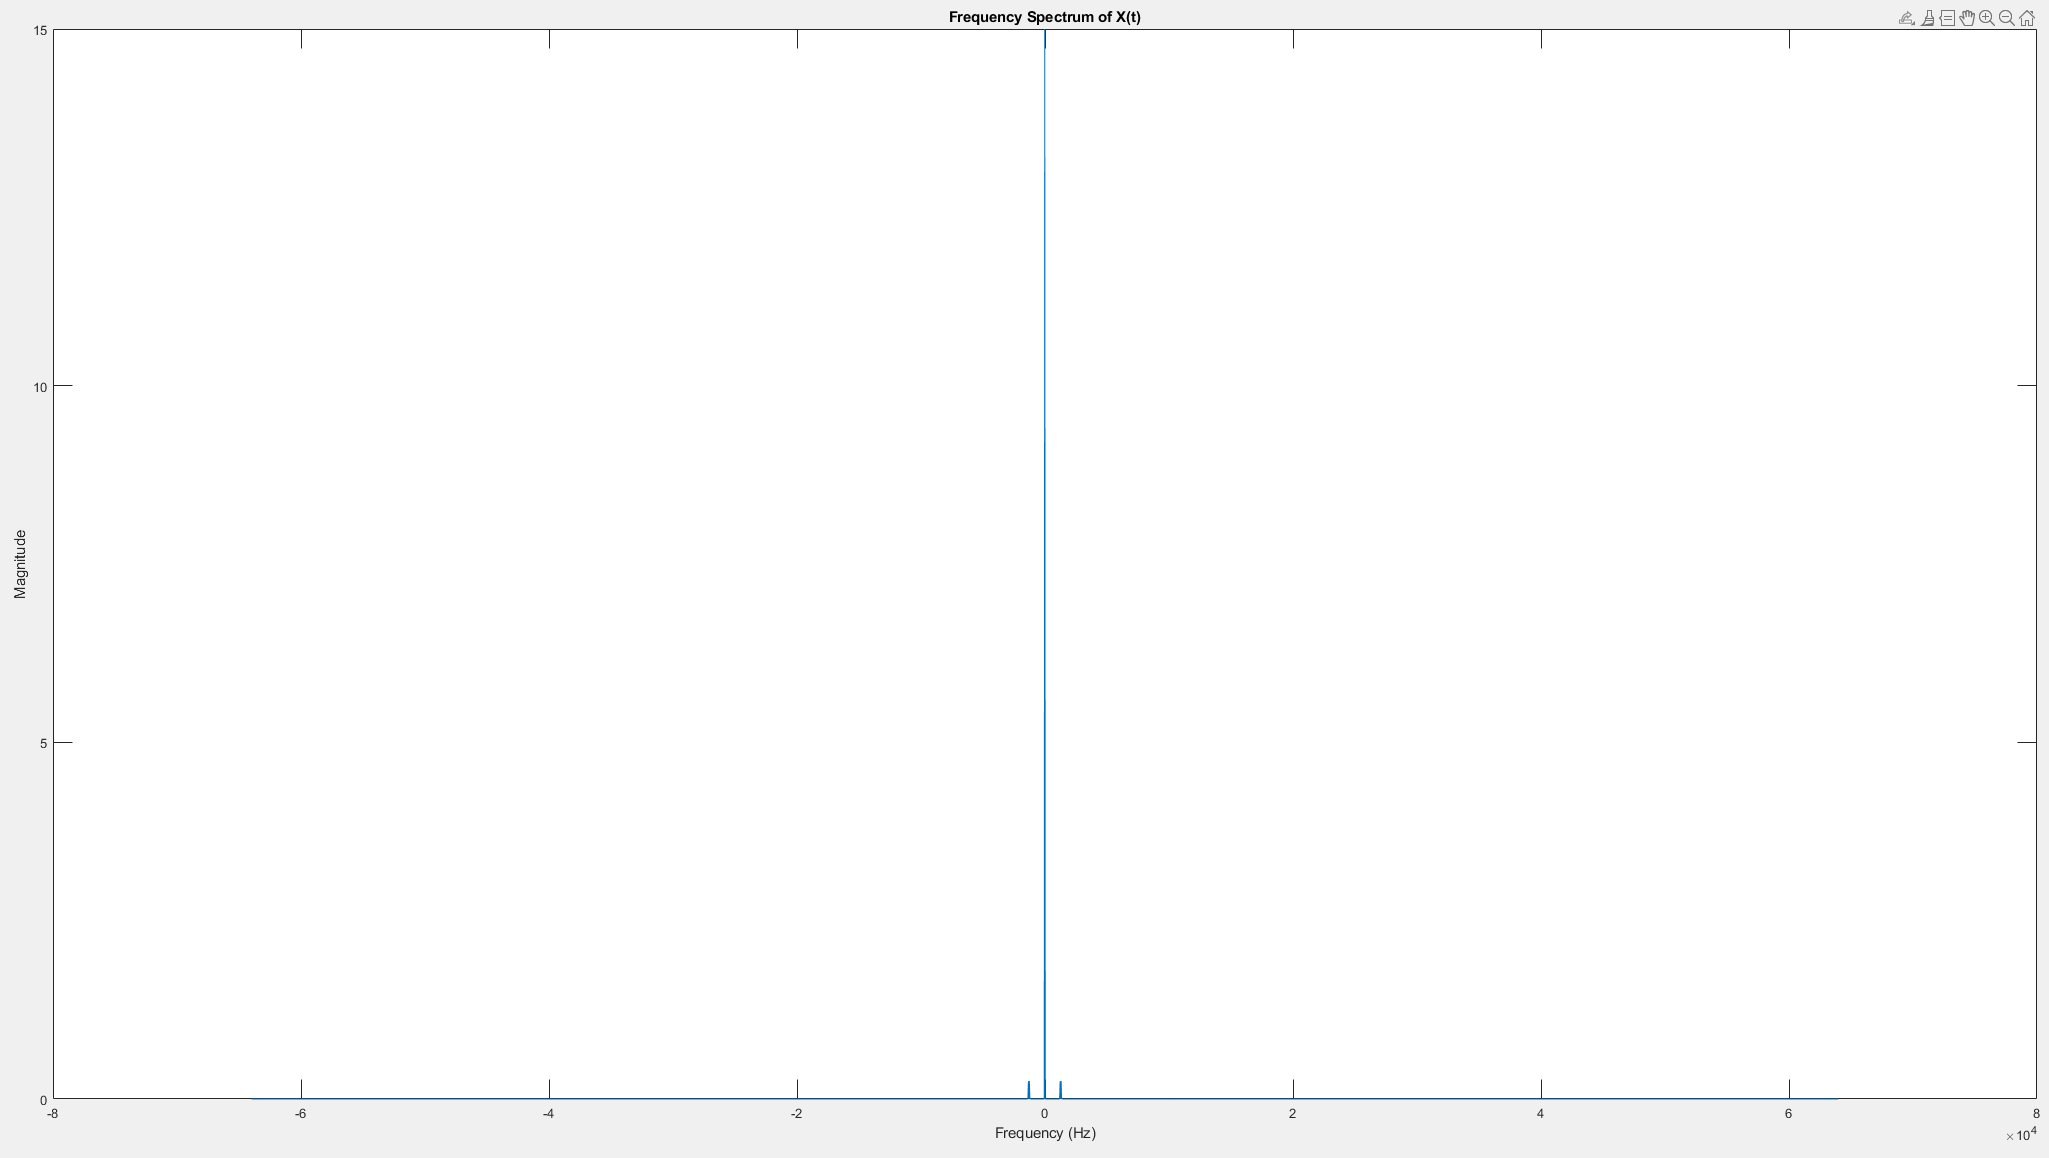 Frequency Spectrum of X(t)
15
10
5
0
Magnitude
-8 -6 -4 -2 0 2 4 6 8
Frequency (Hz)
×10⁴